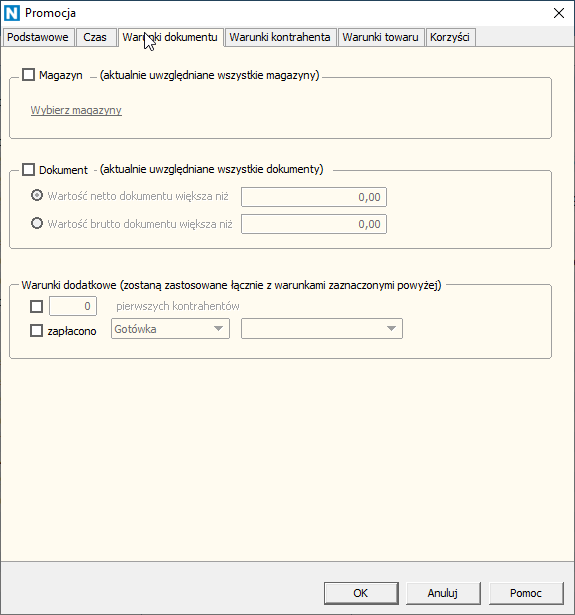 N Promocja
Podstawowe Czas Warunki dokumentu Warunki kontrahenta Warunki towaru Korzyści
Magazyn – (aktualnie uwzględniane wszystkie magazyny)
Wybierz magazyny
Dokument - (aktualnie uwzględniane wszystkie dokumenty)
Wartość netto dokumentu większa niż 0,00
Wartość brutto dokumentu większa niż 0,00
Warunki dodatkowe (zostaną zastosowane łącznie z warunkami zaznaczonymi powyżej)
0 pierwszych kontrahentów
zapłacono Gotówka
OK Anuluj Pomoc